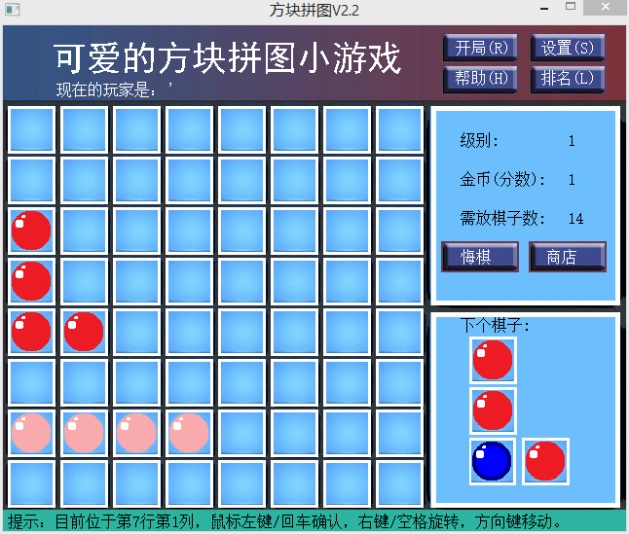 方块拼图V2.2
可爱的方块拼图小游戏
现在的玩家是：'
开局(R) 设置(S)
帮助(H) 排名(L)
级别： 1
金币(分数)： 1
需放棋子数： 14
悔棋 商店
下个棋子：
提示：目前位于第7行第1列，鼠标左键/回车确认，右键/空格旋转，方向键移动。